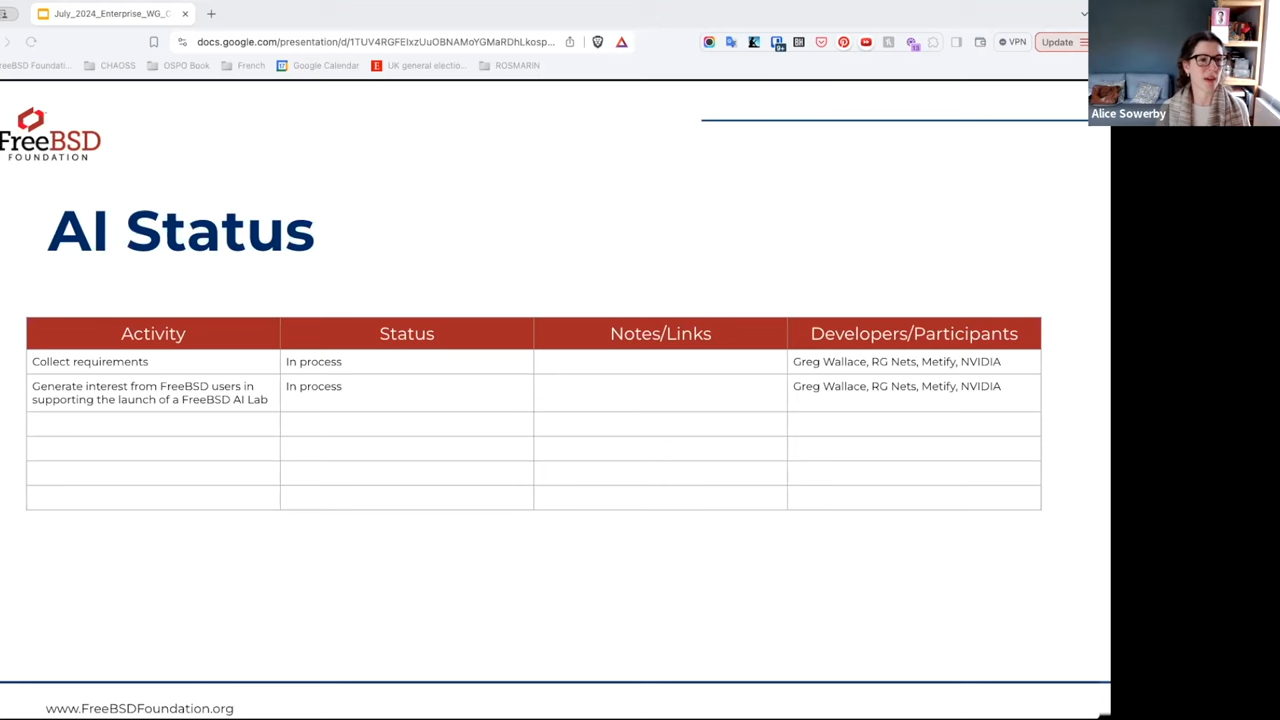 July_2024_Enterprise_WG_C
docs.google.com/presentation/d/1TUV4RGFEIxzUuOBNAMoYGMaRDhLkosp...
VPN
Update
reeBSD Foundati...
CHAOSS
OSPO Book
French
Google Calendar
UK general electio...
ROSMARIN
Alice Sowerby
FreeBSD
FOUNDATION
AI Status
Activity Status Notes/Links Developers/Participants
Collect requirements In process Greg Wallace, RG Nets, Metify, NVIDIA
Generate interest from FreeBSD users in In process Greg Wallace, RG Nets, Metify, NVIDIA
supporting the launch of a FreeBSD AI Lab
www.FreeBSDFoundation.org